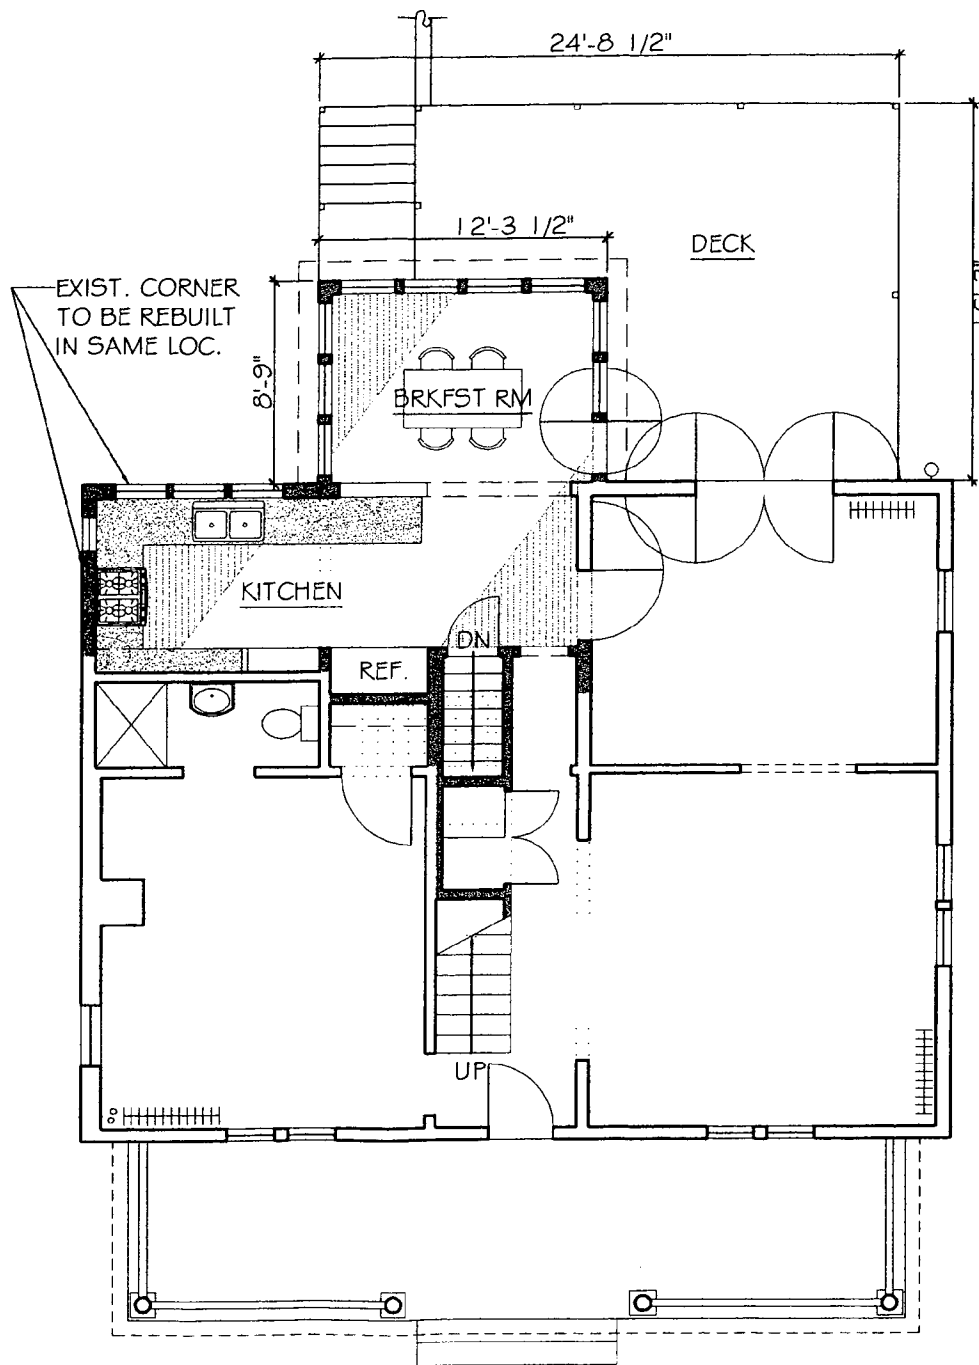 24'-8 1/2"
12'-3 1/2"
DECK
EXIST. CORNER
TO BE REBUILT
IN SAME LOC.
8'-9"
BRKFST RM
KITCHEN
DN
REF.
UP